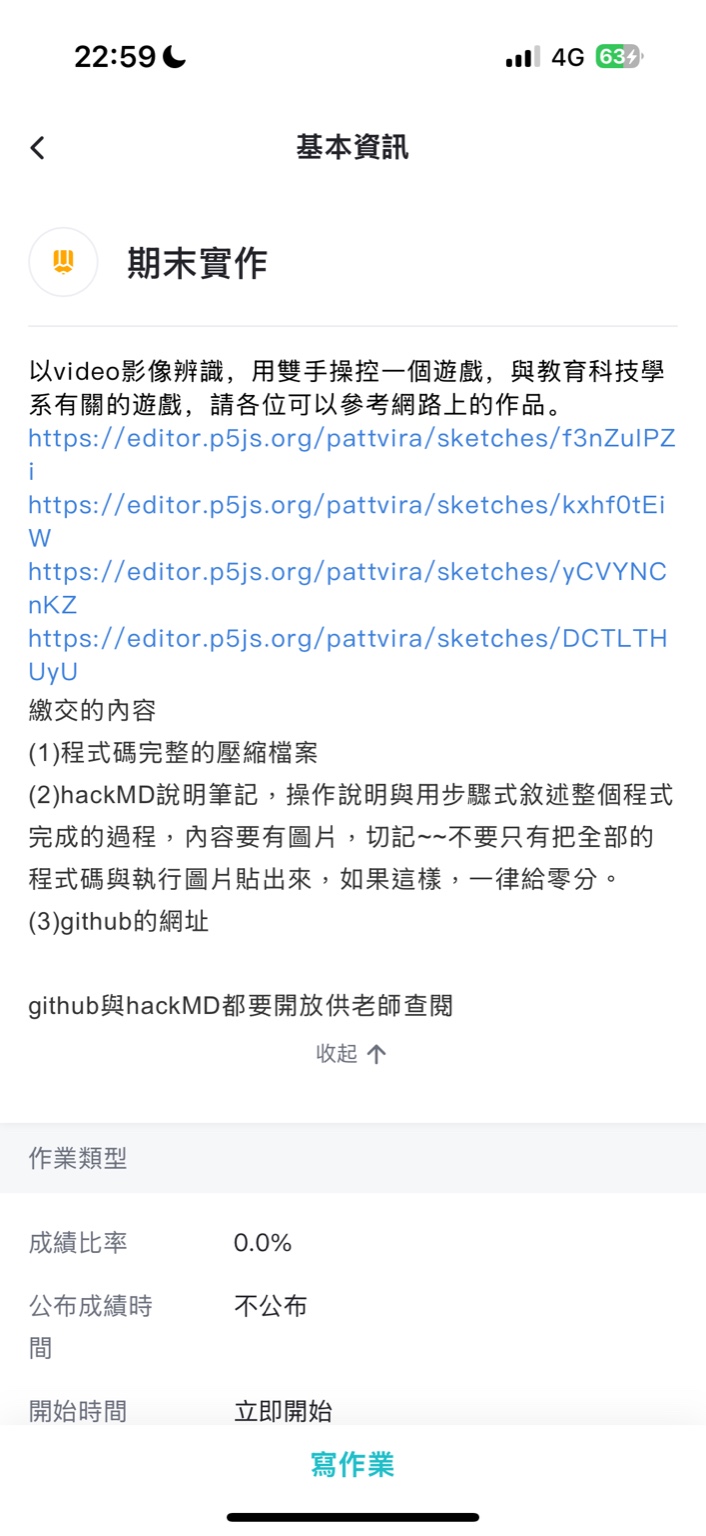 22:59
4G
63
基本資訊
期末實作
以video影像辨識，用雙手操控一個遊戲，與教育科技學
系有關的遊戲，請各位可以參考網路上的作品。
https://editor.p5js.org/pattvira/sketches/f3nZuIPZ
i
https://editor.p5js.org/pattvira/sketches/kxhf0tEi
W
https://editor.p5js.org/pattvira/sketches/yCVYNC
nKZ
https://editor.p5js.org/pattvira/sketches/DCTLTH
UyU
繳交的內容
(1)程式碼完整的壓縮檔案
(2)hackMD說明筆記，操作說明與用步驟式敘述整個程式
完成的過程，內容要有圖片，切記~~不要只有把全部的
程式碼與執行圖片貼出來，如果這樣，一律給零分。
(3)github的網址
github與hackMD都要開放供老師查閱
收起
作業類型
成績比率 0.0%
公布成績時 不公布
間
開始時間 立即開始
寫作業